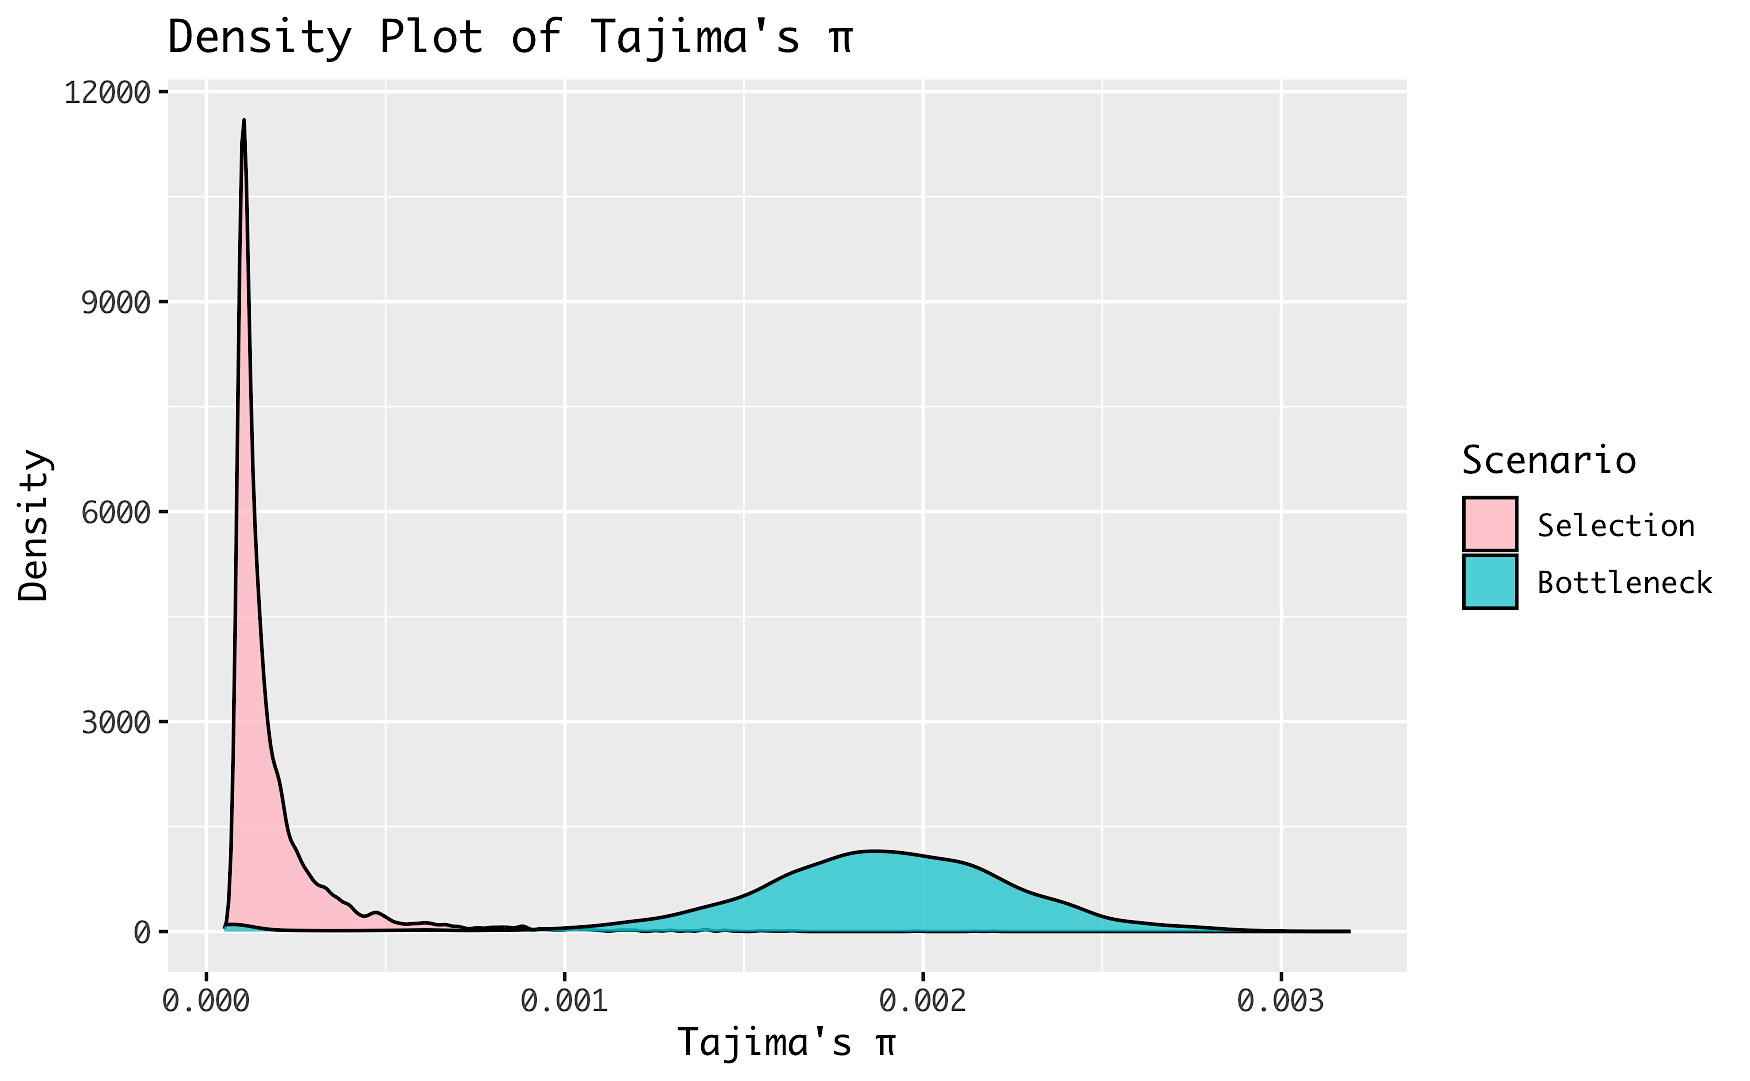 Density Plot of Tajima's π
12000
9000
6000
3000
0
Density
0.000 0.001 0.002 0.003
Tajima's π
Scenario
Selection
Bottleneck